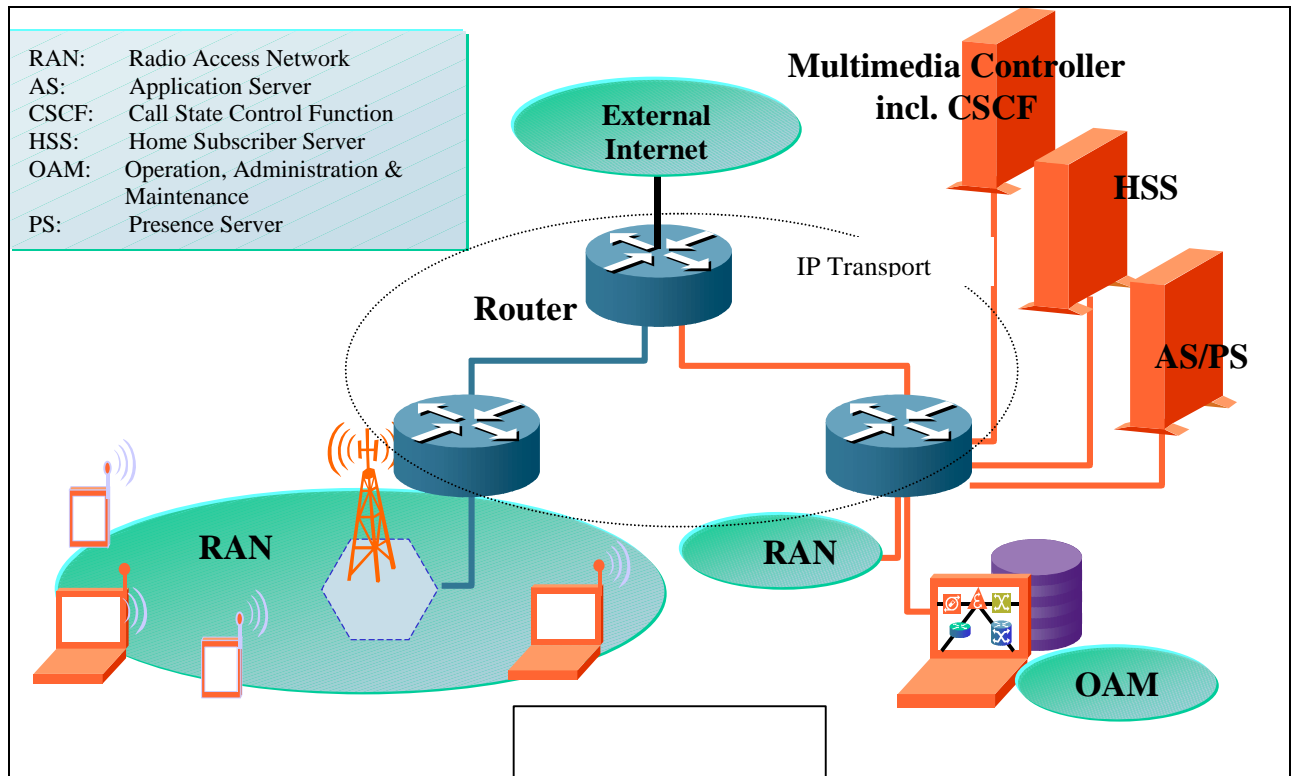 RAN: Radio Access Network
AS: Application Server
CSCF: Call State Control Function
HSS: Home Subscriber Server
OAM: Operation, Administration &
Maintenance
PS: Presence Server
External
Internet
Multimedia Controller
incl. CSCF
HSS
IP Transport
Router
AS/PS
RAN
RAN
OAM